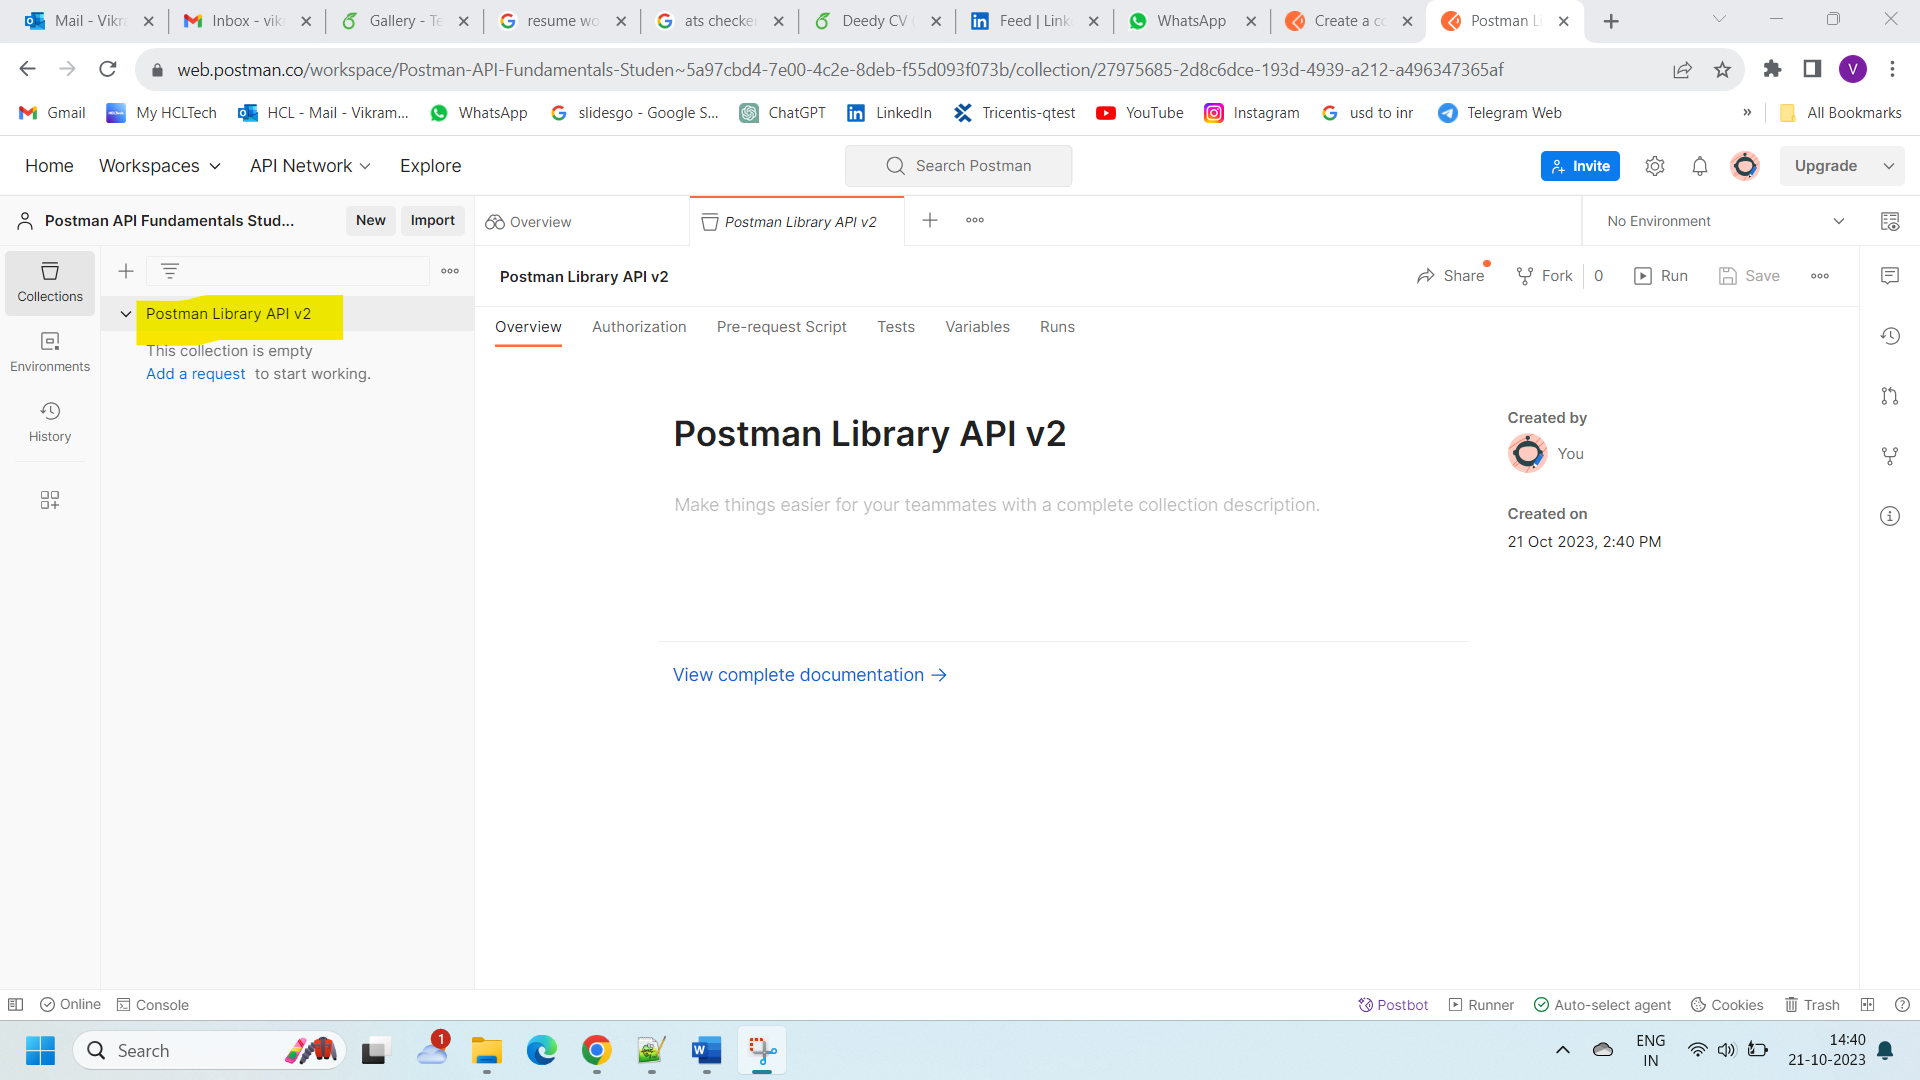 Mail - Vikra
Inbox - vik
Gallery - Te
resume wo
ats checke
Deedy CV
Feed | Link
WhatsApp
Create a co
Postman Li
web.postman.co/workspace/Postman-API-Fundamentals-Studen~5a97cbd4-7e00-4c2e-8deb-f55d093f073b/collection/27975685-2d8c6dce-193d-4939-a212-a496347365af
V
Gmail
My HCLTech
HCL - Mail - Vikram...
WhatsApp
slidesgo - Google S...
ChatGPT
LinkedIn
Tricentis-qtest
YouTube
Instagram
usd to inr
Telegram Web
»
All Bookmarks
Home
Workspaces
API Network
Explore
Search Postman
Invite
Upgrade
Postman API Fundamentals Stud...
New
Import
Overview
Postman Library API v2
No Environment
Collections
Environments
History
Postman Library API v2
This collection is empty
Add a request to start working.
Postman Library API v2
Share
Fork
0
Run
Save
Overview
Authorization
Pre-request Script
Tests
Variables
Runs
Postman Library API v2
Make things easier for your teammates with a complete collection description.
View complete documentation →
Created by
You
Created on
21 Oct 2023, 2:40 PM
Online
Console
Postbot
Runner
Auto-select agent
Cookies
Trash
Search
1
ENG
IN
14:40
21-10-2023